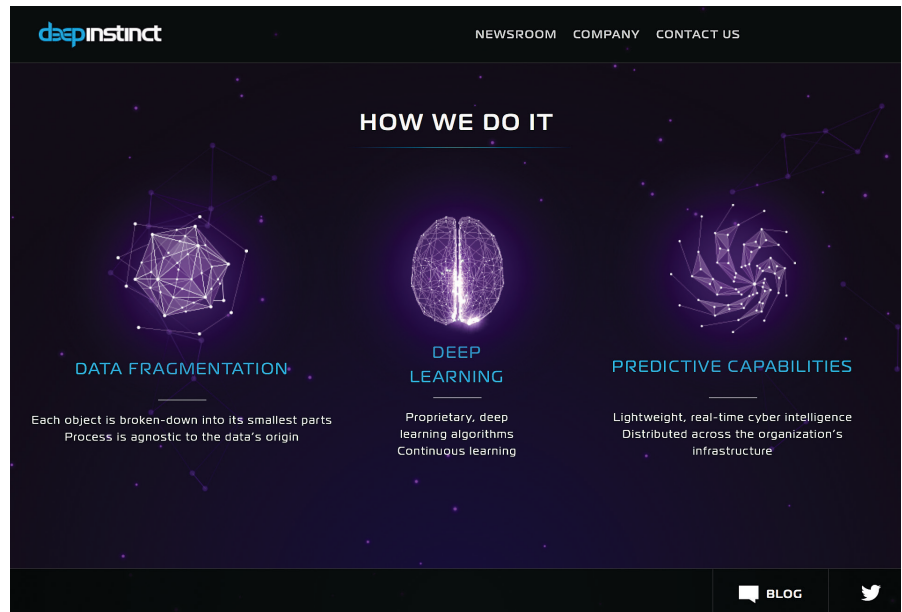 deepinstinct
NEWSROOM COMPANY CONTACT US
HOW WE DO IT
DATA FRAGMENTATION
Each object is broken-down into its smallest parts
Process is agnostic to the data's origin
DEEP
LEARNING
Proprietary, deep
learning algorithms
Continuous learning
PREDICTIVE CAPABILITIES
Lightweight, real-time cyber intelligence
Distributed across the organization's
infrastructure
BLOG